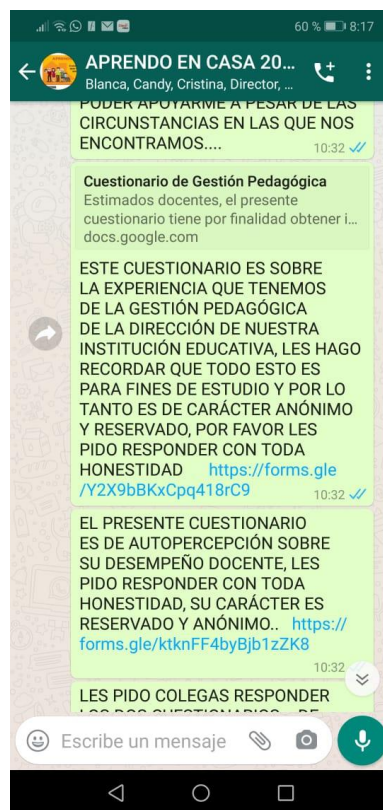 60 % 8:17
APRENDO EN CASA 20...
Blanca, Candy, Cristina, Director, ...
PODER APOYARME A PESAR DE LAS
CIRCUNSTANCIAS EN LAS QUE NOS
ENCONTRAMOS....
10:32
Cuestionario de Gestión Pedagógica
Estimados docentes, el presente
cuestionario tiene por finalidad obtener i...
docs.google.com
ESTE CUESTIONARIO ES SOBRE
LA EXPERIENCIA QUE TENEMOS
DE LA GESTIÓN PEDAGÓGICA
DE LA DIRECCIÓN DE NUESTRA
INSTITUCIÓN EDUCATIVA, LES HAGO
RECORDAR QUE TODO ESTO ES
PARA FINES DE ESTUDIO Y POR LO
TANTO ES DE CARÁCTER ANÓNIMO
Y RESERVADO, POR FAVOR LES
PIDO RESPONDER CON TODA
HONESTIDAD https://forms.gle
/Y2X9bBKxCpq418rC9
10:32
EL PRESENTE CUESTIONARIO
ES DE AUTOPERCEPCIÓN SOBRE
SU DESEMPEÑO DOCENTE, LES
PIDO RESPONDER CON TODA
HONESTIDAD, SU CARÁCTER ES
RESERVADO Y ANÓNIMO.. https://
forms.gle/ktknFF4byBjb1zZK8
10:32
LES PIDO COLEGAS RESPONDER
LOS DOS CUESTIONARIOS... DE
Escribe un mensaje